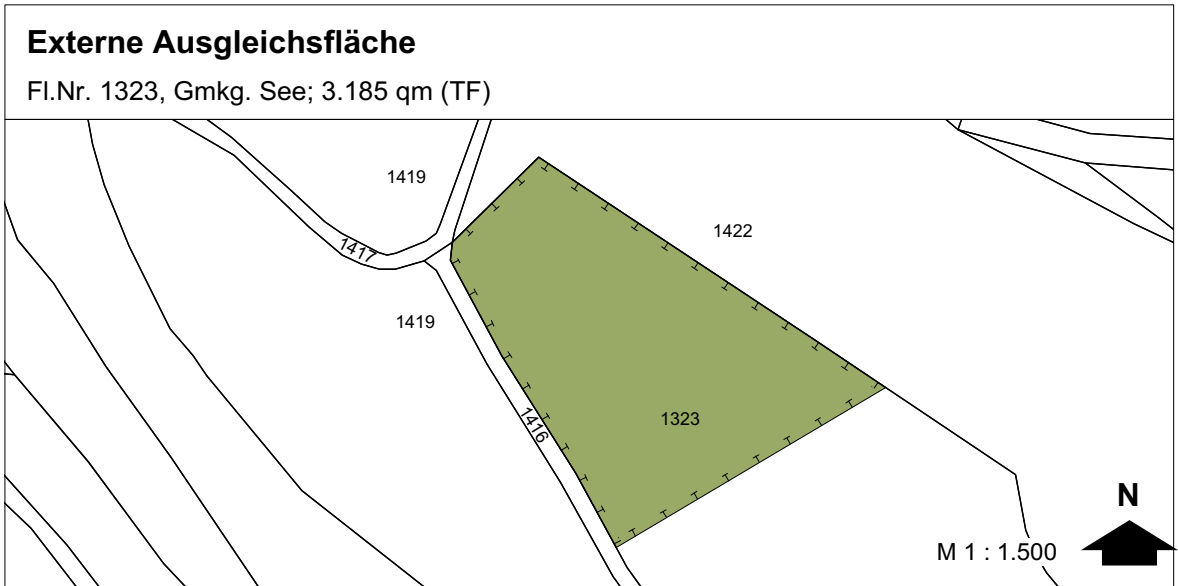 Externe Ausgleichsfläche
Fl.Nr. 1323, Gmkg. See; 3.185 qm (TF)
1419
1422
1417
1419
1416
1323
N
M 1 : 1.500